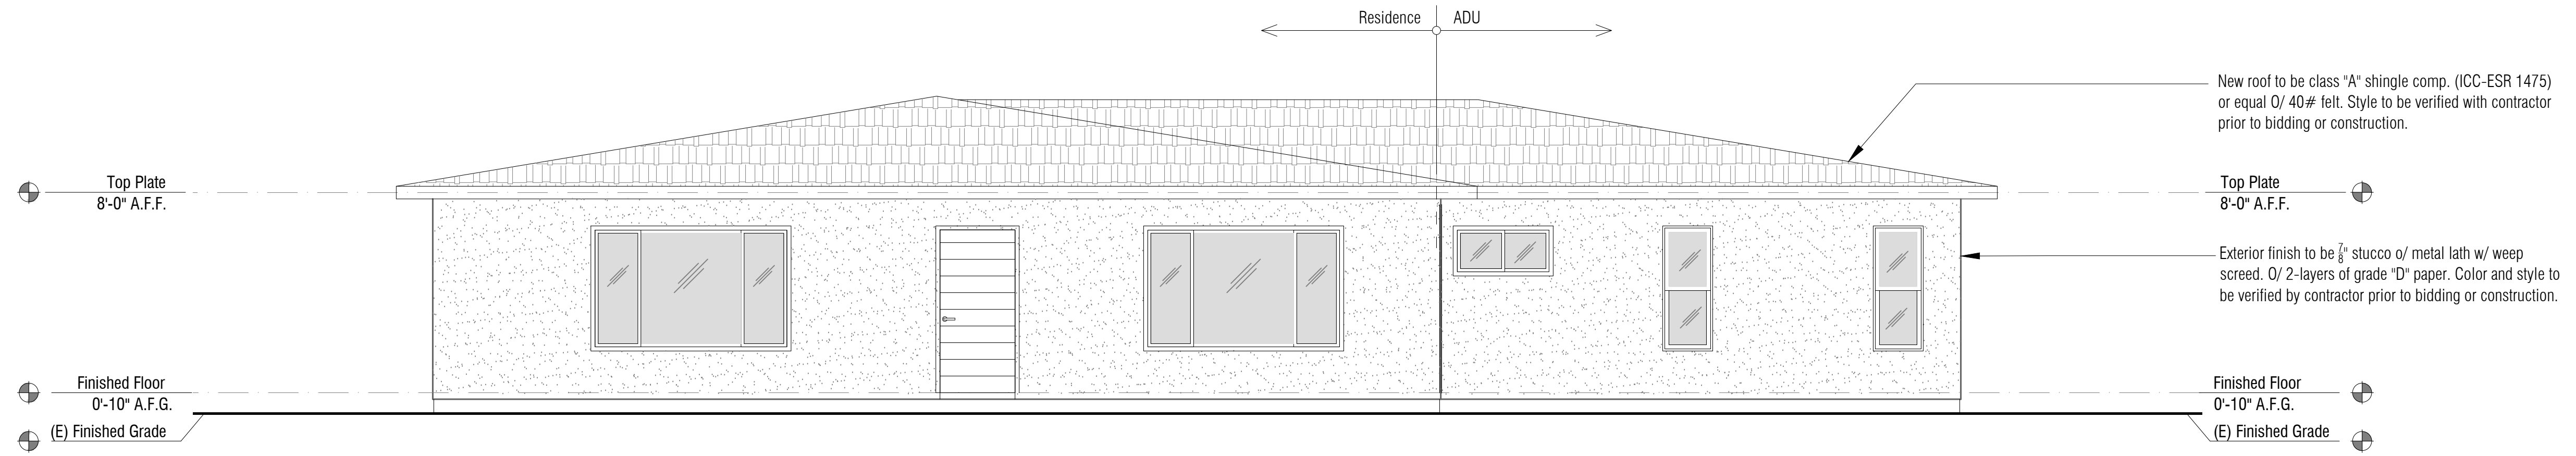 Residence ADU
New roof to be class "A" shingle comp. (ICC-ESR 1475)
or equal O/ 40# felt. Style to be verified with contractor
prior to bidding or construction.
Top Plate
8'-0" A.F.F.
Top Plate
8'-0" A.F.F.
Exterior finish to be 7/8" stucco o/ metal lath w/ weep
screed. O/ 2-layers of grade "D" paper. Color and style to
be verified by contractor prior to bidding or construction.
Finished Floor
0'-10" A.F.G.
(E) Finished Grade
Finished Floor
0'-10" A.F.G.
(E) Finished Grade